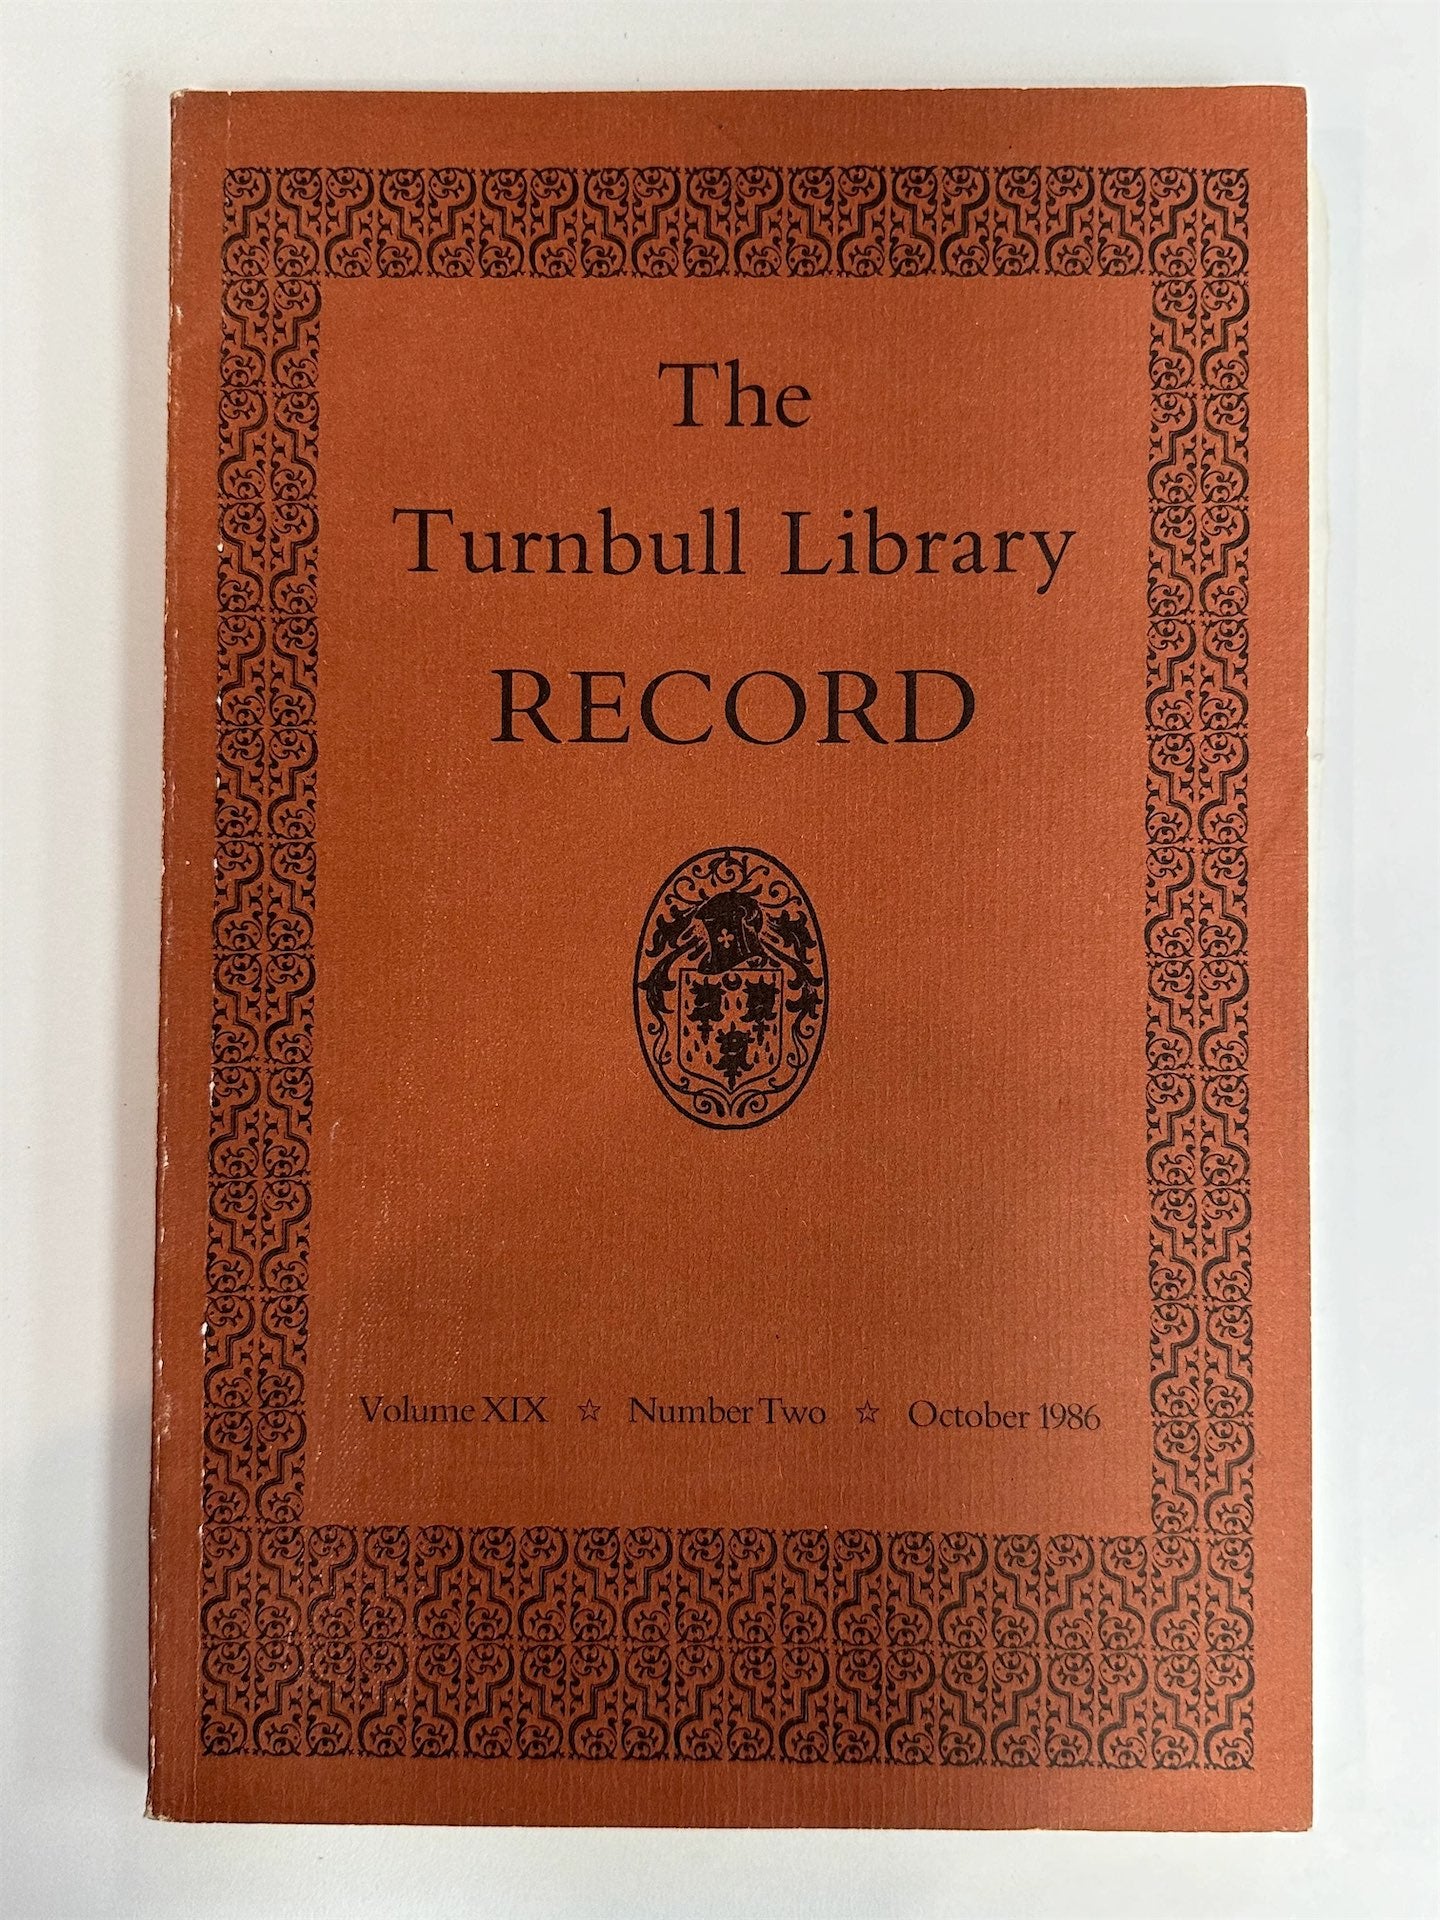 The
Turnbull Library
RECORD
Volume XIX ☆ Number Two ☆ October 1986